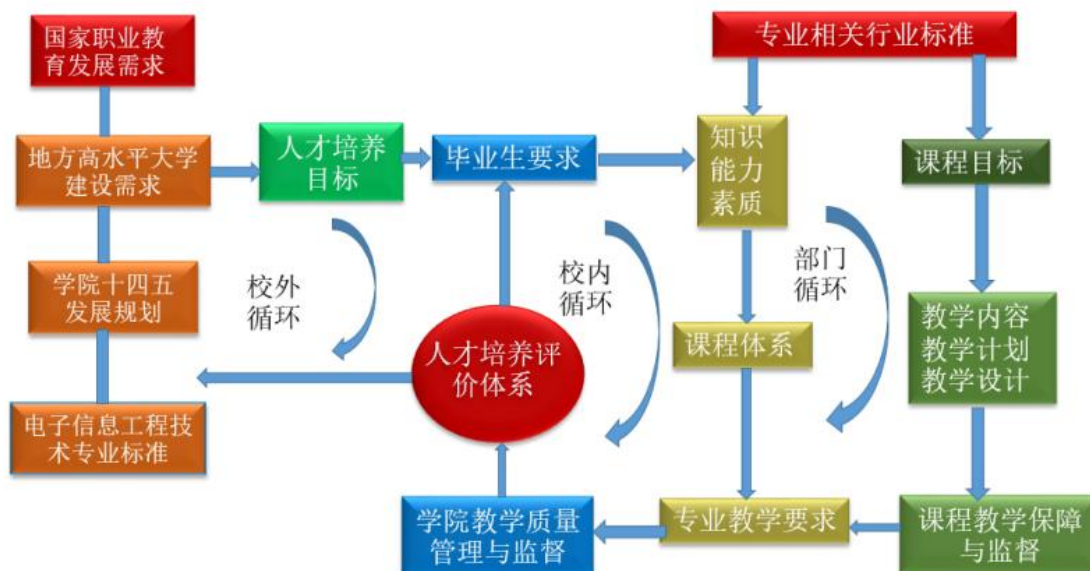 国家职业教
育发展需求
地方高水平大学
建设需求
学院十四五
发展规划
电子信息工程技
术专业标准
人才培养
目标
校外
循环
毕业生要求
人才培养评
价体系
学院教学质量
管理与监督
校内
循环
专业相关行业标准
知识
能力
素质
课程体系
专业教学要求
部门
循环
课程目标
教学内容
教学计划
教学设计
课程教学保障
与监督